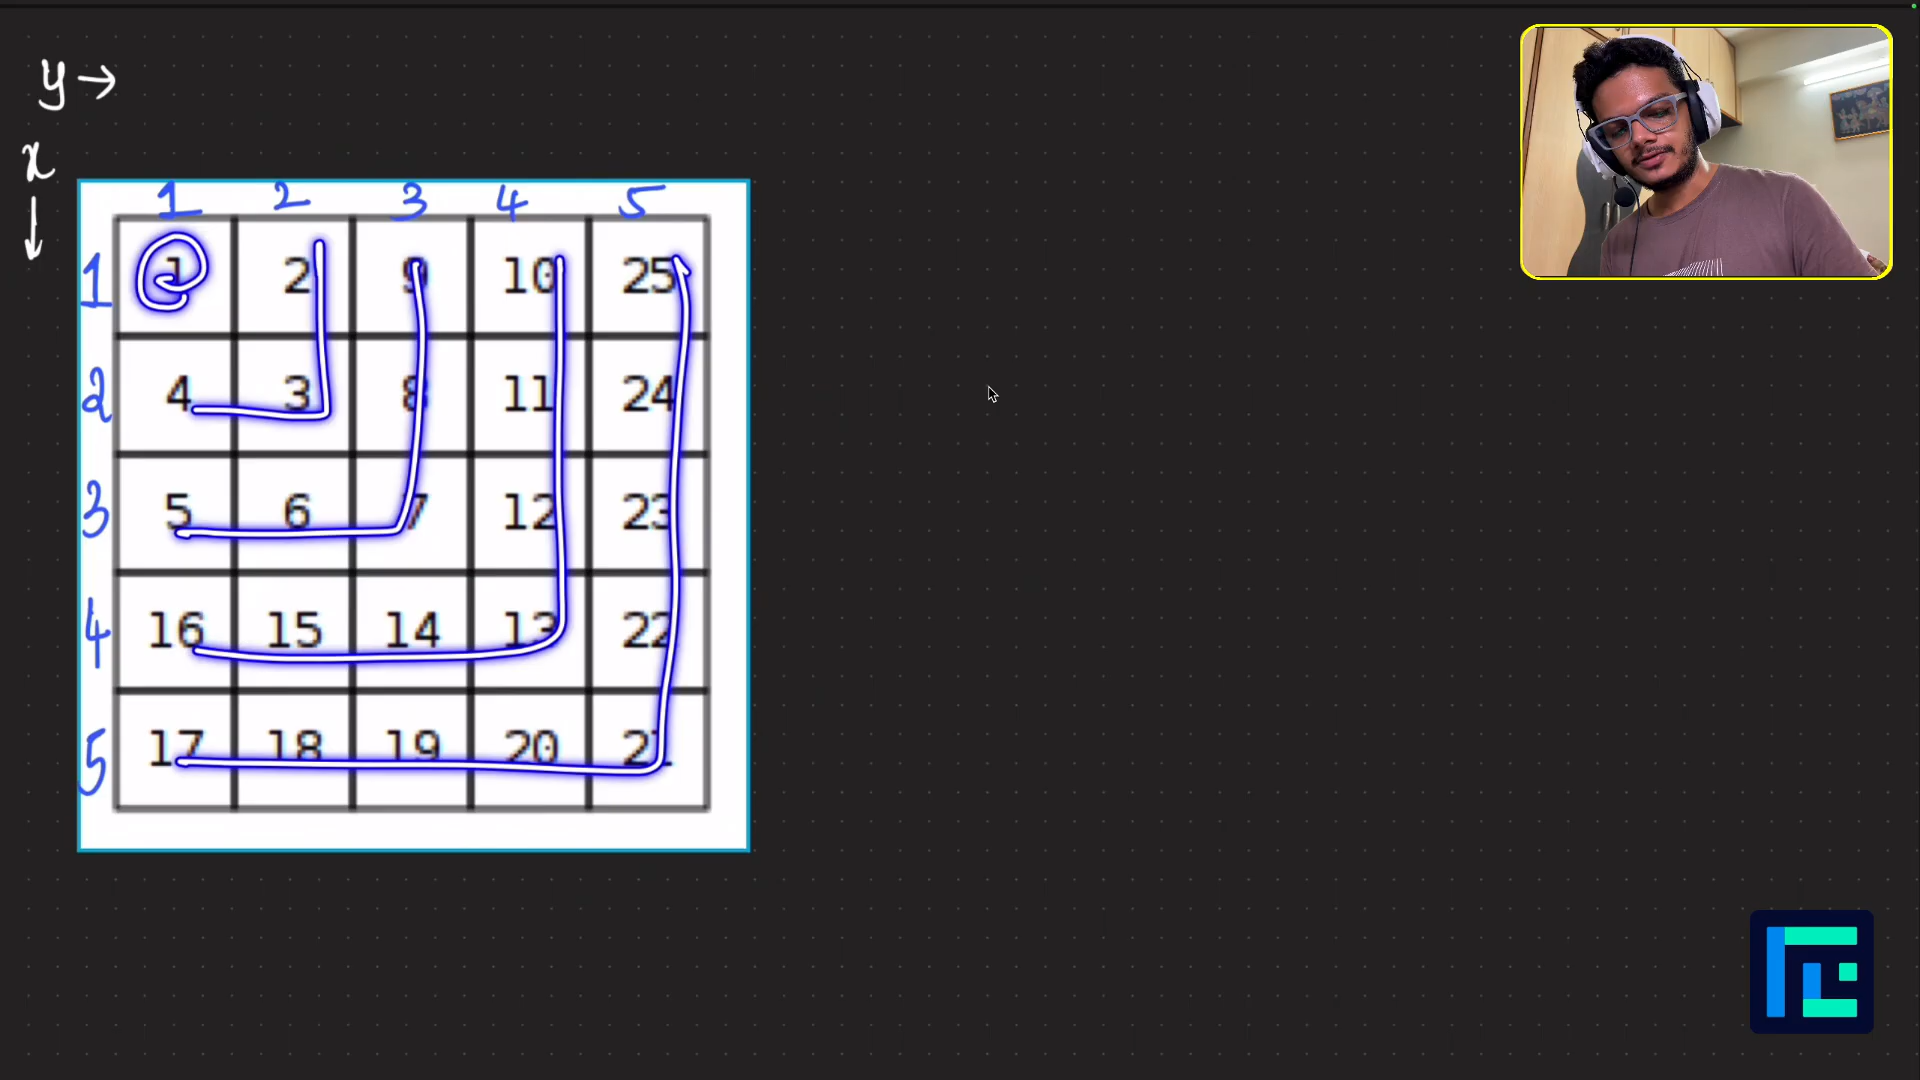 y →
x
↓
1 2 3 4 5
1 1 2 9 10 25
2 4 3 8 11 24
3 5 6 7 12 23
4 16 15 14 13 22
5 17 18 19 20 21